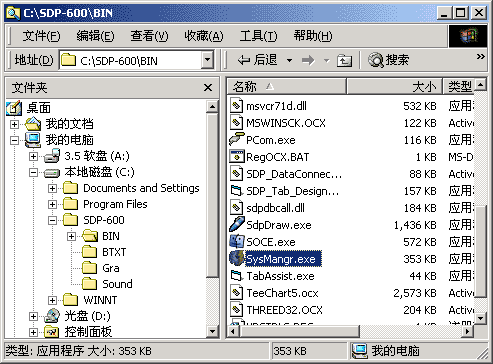 C:\SDP-600\BIN
文件(F) 编辑(E) 查看(V) 收藏(A) 工具(T) 帮助(H)
地址(D) C:\SDP-600\BIN 后退 搜索
文件夹
桌面
我的文档
我的电脑
3.5 软盘 (A:)
本地磁盘 (C:)
Documents and Settings
Program Files
SDP-600
BIN
BTXT
Gra
Sound
WINNT
光盘 (D:)
控制面板
名称 大小 类型
msvcr71d.dll 532 KB 应用
MSWINSCK.OCX 122 KB Active
PCom.exe 116 KB 应用
RegOCX.BAT 1 KB MS-D
SDP_DataConnec... 88 KB Active
SDP_Tab_Design... 157 KB Active
sdpdbcall.dll 184 KB 应用
SdpDraw.exe 1,436 KB 应用
SOCE.exe 572 KB 应用
SysMangr.exe 353 KB 应用
TabAssist.exe 44 KB 应用
TeeChart5.ocx 2,573 KB Active
THREED32.OCX 204 KB Active
类型: 应用程序 大小: 353 KB 353 KB 我的电脑